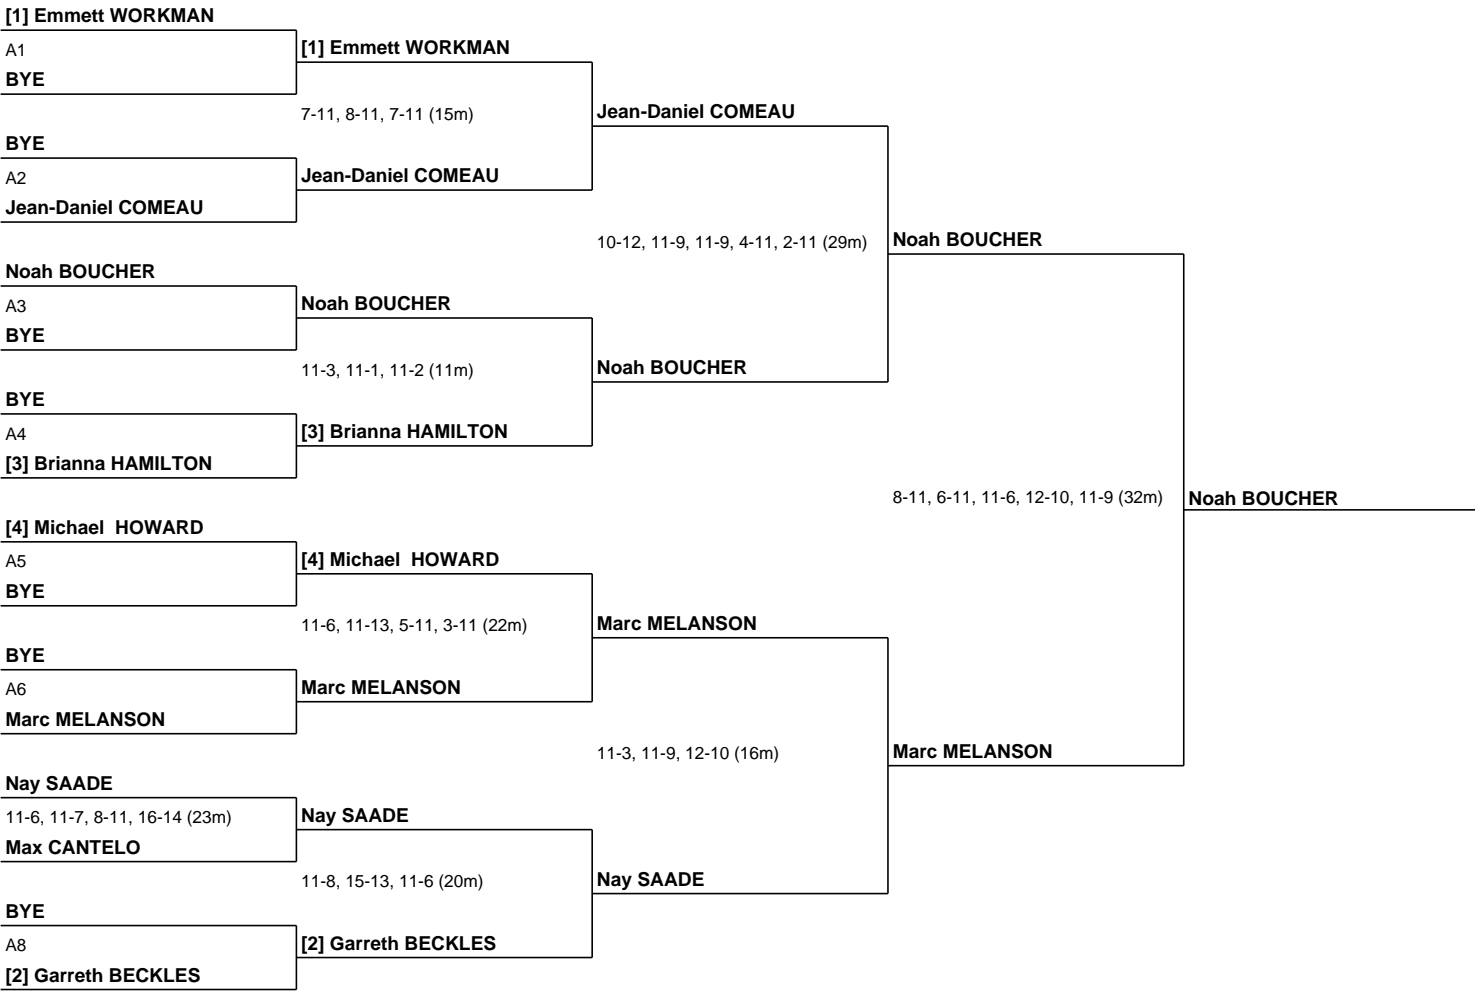 [1] Emmett WORKMAN
A1
BYE
BYE
A2
Jean-Daniel COMEAU
Noah BOUCHER
A3
BYE
BYE
A4
[3] Brianna HAMILTON
[4] Michael  HOWARD
A5
BYE
BYE
A6
Marc MELANSON
Nay SAADE
11-6, 11-7, 8-11, 16-14 (23m)
Max CANTELO
BYE
A8
[2] Garreth BECKLES
[1] Emmett WORKMAN
7-11, 8-11, 7-11 (15m)
Jean-Daniel COMEAU
Noah BOUCHER
11-3, 11-1, 11-2 (11m)
[3] Brianna HAMILTON
[4] Michael  HOWARD
11-6, 11-13, 5-11, 3-11 (22m)
Marc MELANSON
Nay SAADE
11-8, 15-13, 11-6 (20m)
[2] Garreth BECKLES
Jean-Daniel COMEAU
10-12, 11-9, 11-9, 4-11, 2-11 (29m)
Noah BOUCHER
Marc MELANSON
11-3, 11-9, 12-10 (16m)
Nay SAADE
Noah BOUCHER
8-11, 6-11, 11-6, 12-10, 11-9 (32m)
Marc MELANSON
Noah BOUCHER